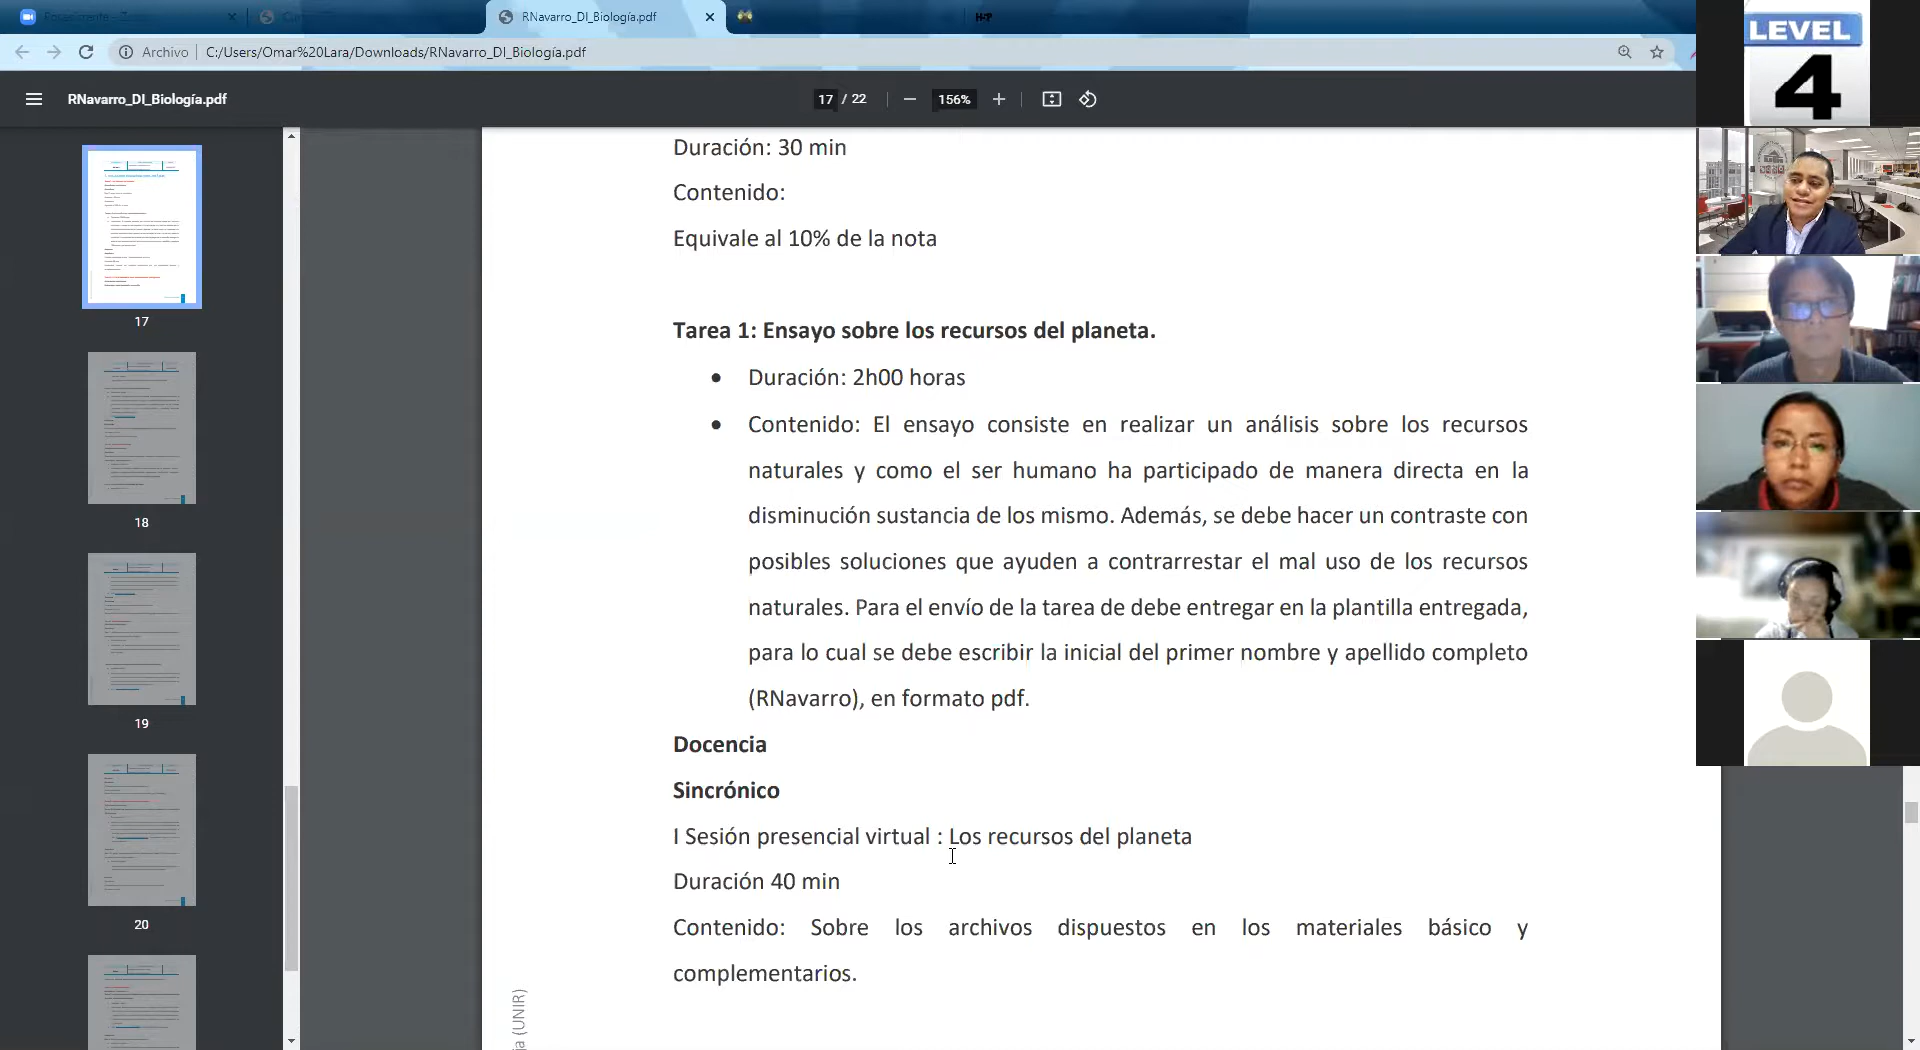 RNavarro_DI_Biología.pdf
Archivo
C:/Users/Omar%20Lara/Downloads/RNavarro_DI_Biología.pdf
RNavarro_DI_Biología.pdf
17 / 22
156%
LEVEL
4
17
18
19
20
Duración: 30 min
Contenido:
Equivale al 10% de la nota
Tarea 1: Ensayo sobre los recursos del planeta.
• Duración: 2h00 horas
• Contenido: El ensayo consiste en realizar un análisis sobre los recursos
naturales y como el ser humano ha participado de manera directa en la
disminución sustancia de los mismo. Además, se debe hacer un contraste con
posibles soluciones que ayuden a contrarrestar el mal uso de los recursos
naturales. Para el envío de la tarea de debe entregar en la plantilla entregada,
para lo cual se debe escribir la inicial del primer nombre y apellido completo
(RNavarro), en formato pdf.
Docencia
Sincrónico
I Sesión presencial virtual : Los recursos del planeta
Duración 40 min
Contenido: Sobre los archivos dispuestos en los materiales básico y
complementarios.
(UNIR)